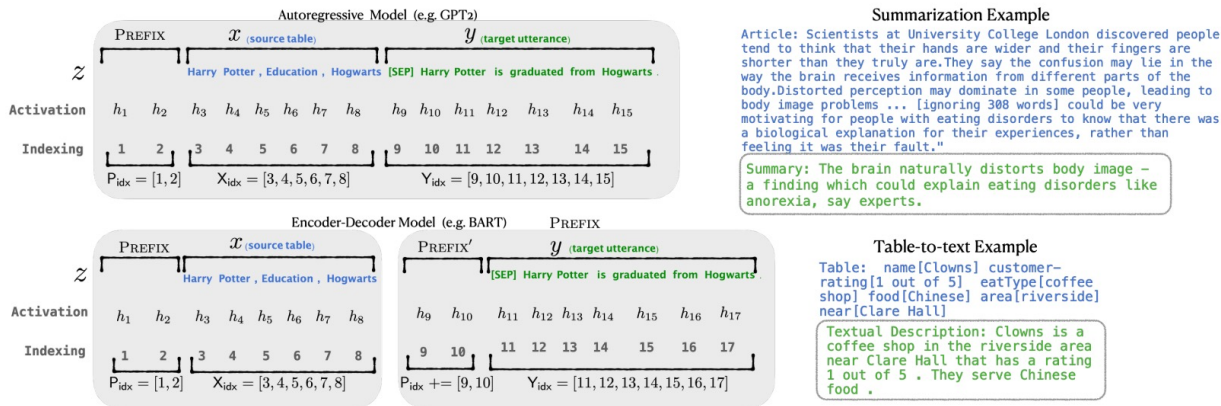 Autoregressive Model (e.g. GPT2)
PREFIX x (source table) y (target utterance)
z Harry Potter , Education , Hogwarts [SEP] Harry Potter is graduated from Hogwarts .
Activation h1 h2 h3 h4 h5 h6 h7 h8 h9 h10 h11 h12 h13 h14 h15
Indexing 1 2 3 4 5 6 7 8 9 10 11 12 13 14 15
Pidx = [1, 2] Xidx = [3, 4, 5, 6, 7, 8] Yidx = [9, 10, 11, 12, 13, 14, 15]
Encoder-Decoder Model (e.g. BART) PREFIX
PREFIX x (source table) PREFIX′ y (target utterance)
z Harry Potter , Education , Hogwarts [SEP] Harry Potter is graduated from Hogwarts .
Activation h1 h2 h3 h4 h5 h6 h7 h8 h9 h10 h11 h12 h13 h14 h15 h16 h17
Indexing 1 2 3 4 5 6 7 8 9 10 11 12 13 14 15 16 17
Pidx = [1, 2] Xidx = [3, 4, 5, 6, 7, 8] Pidx += [9, 10] Yidx = [11, 12, 13, 14, 15, 16, 17]
Summarization Example
Article: Scientists at University College London discovered people
tend to think that their hands are wider and their fingers are
shorter than they truly are.They say the confusion may lie in
the way the brain receives information from different parts of the
body.Distorted perception may dominate in some people, leading to
body image problems ... [ignoring 308 words] could be very
motivating for people with eating disorders to know that there was
a biological explanation for their experiences, rather than
feeling it was their fault."
Summary: The brain naturally distorts body image –
a finding which could explain eating disorders like
anorexia, say experts.
Table-to-text Example
Table: name[Clowns] customer-
rating[1 out of 5] eatType[coffee
shop] food[Chinese] area[riverside]
near[Clare Hall]
Textual Description: Clowns is a
coffee shop in the riverside area
near Clare Hall that has a rating
1 out of 5 . They serve Chinese
food .